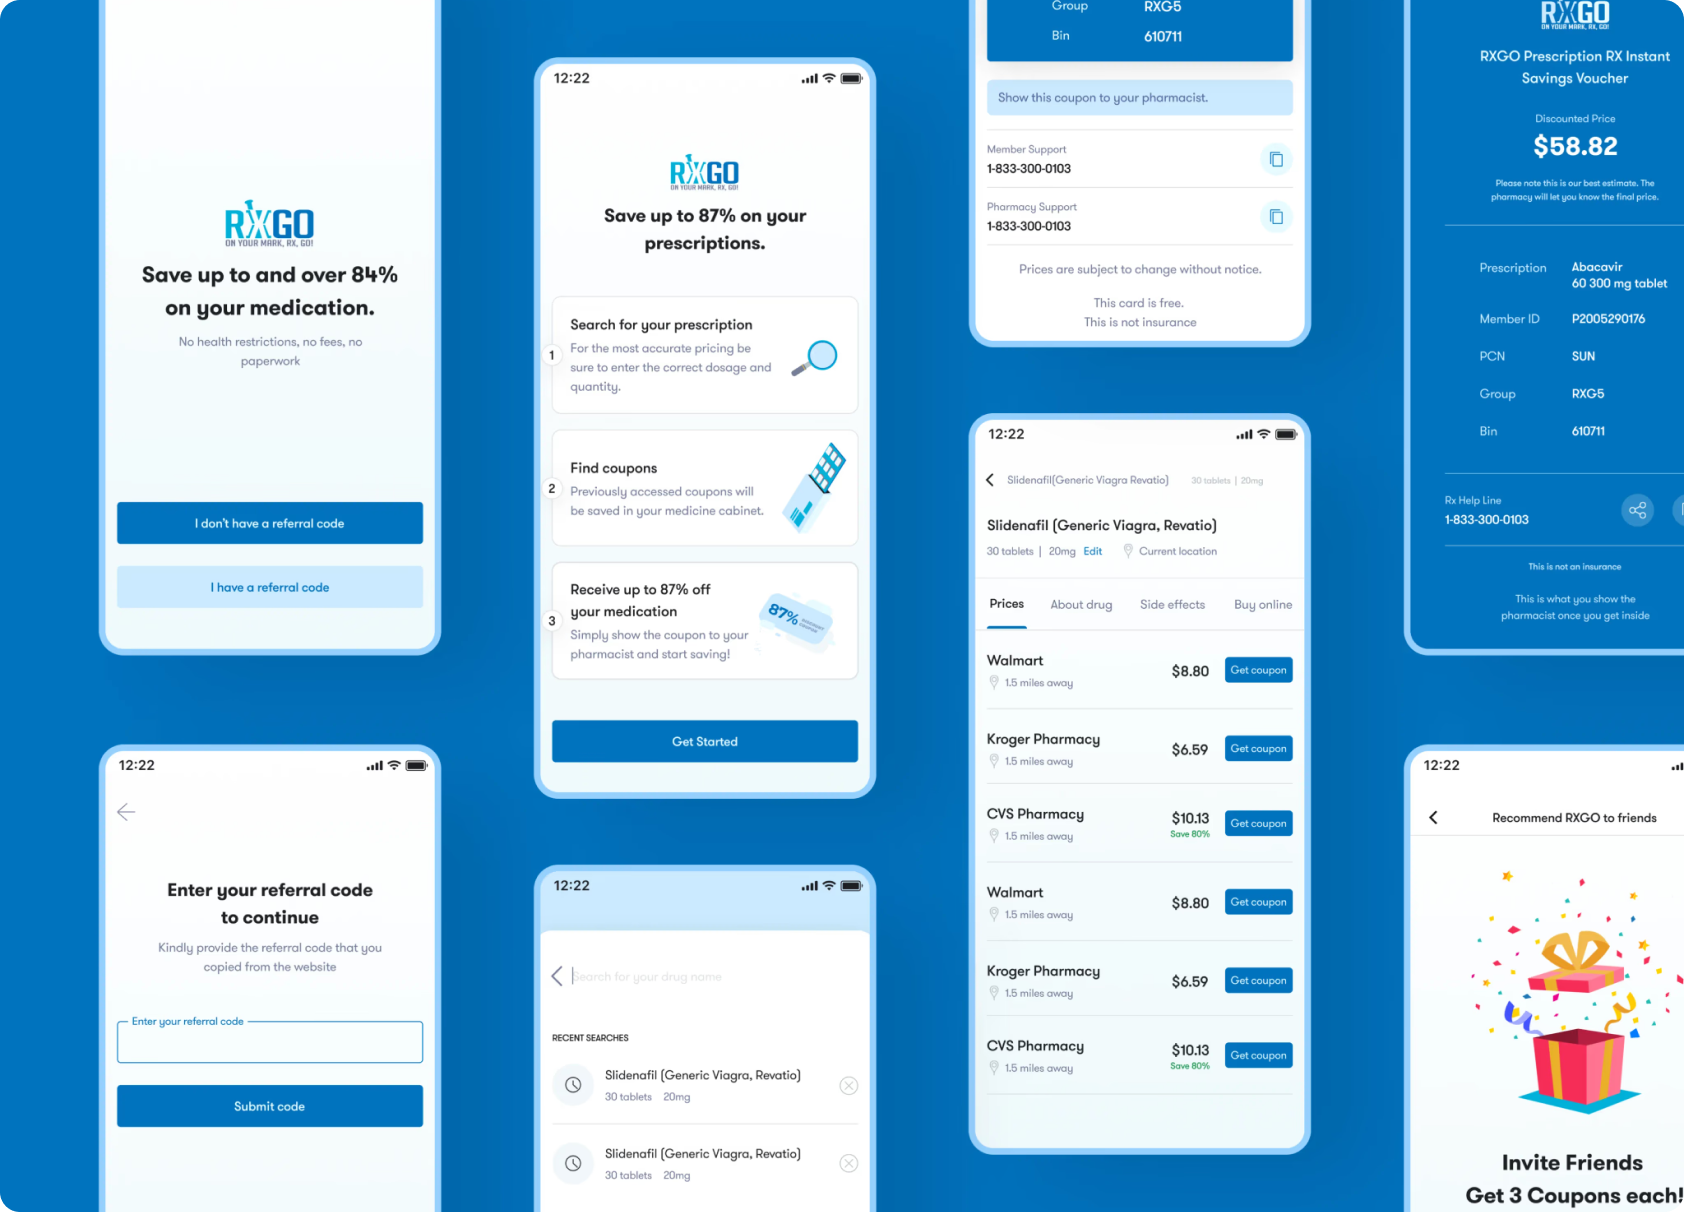 RXGO
ON YOUR MARK, RX, GO!
Save up to and over 84%
on your medication.
No health restrictions, no fees, no
paperwork
I don't have a referral code
I have a referral code
12:22
Enter your referral code
to continue
Kindly provide the referral code that you
copied from the website
Enter your referral code
Submit code
12:22
RXGO
ON YOUR MARK, RX, GO!
Save up to 87% on your
prescriptions.
1
Search for your prescription
For the most accurate pricing be
sure to enter the correct dosage and
quantity.
2
Find coupons
Previously accessed coupons will
be saved in your medicine cabinet.
3
Receive up to 87% off
your medication
Simply show the coupon to your
pharmacist and start saving!
87%
Get Started
12:22
Search for your drug name
RECENT SEARCHES
Slidenafil (Generic Viagra, Revatio)
30 tablets 20mg
Slidenafil (Generic Viagra, Revatio)
30 tablets 20mg
Group RXG5
Bin 610711
Show this coupon to your pharmacist.
Member Support
1-833-300-0103
Pharmacy Support
1-833-300-0103
Prices are subject to change without notice.
This card is free.
This is not insurance
12:22
Slidenafil(Generic Viagra Revatio) 30 tablets | 20mg
Slidenafil (Generic Viagra, Revatio)
30 tablets | 20mg Edit Current location
Prices About drug Side effects Buy online
Walmart $8.80 Get coupon
1.5 miles away
Kroger Pharmacy $6.59 Get coupon
1.5 miles away
CVS Pharmacy $10.13 Get coupon
1.5 miles away Save 80%
Walmart $8.80 Get coupon
1.5 miles away
Kroger Pharmacy $6.59 Get coupon
1.5 miles away
CVS Pharmacy $10.13 Get coupon
1.5 miles away Save 80%
RXGO
ON YOUR MARK, RX, GO!
RXGO Prescription RX Instant
Savings Voucher
Discounted Price
$58.82
Please note this is our best estimate. The
pharmacy will let you know the final price.
Prescription Abacavir
60 300 mg tablet
Member ID P2005290176
PCN SUN
Group RXG5
Bin 610711
Rx Help Line
1-833-300-0103
This is not an insurance
This is what you show the
pharmacist once you get inside
12:22
Recommend RXGO to friends
Invite Friends
Get 3 Coupons each!